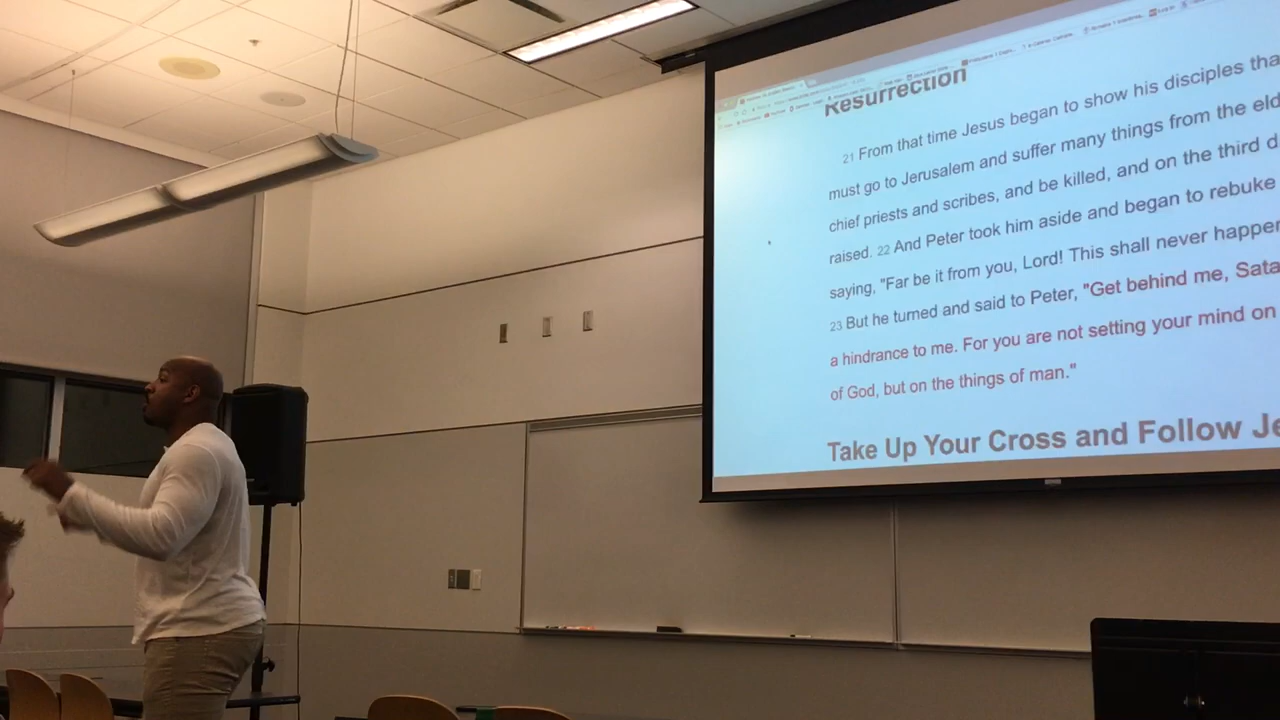 Resurrection
21 From that time Jesus began to show his disciples tha
must go to Jerusalem and suffer many things from the eld
chief priests and scribes, and be killed, and on the third d
raised. 22 And Peter took him aside and began to rebuke
saying, "Far be it from you, Lord! This shall never happen
23 But he turned and said to Peter, "Get behind me, Sata
a hindrance to me. For you are not setting your mind on
of God, but on the things of man."
Take Up Your Cross and Follow Je